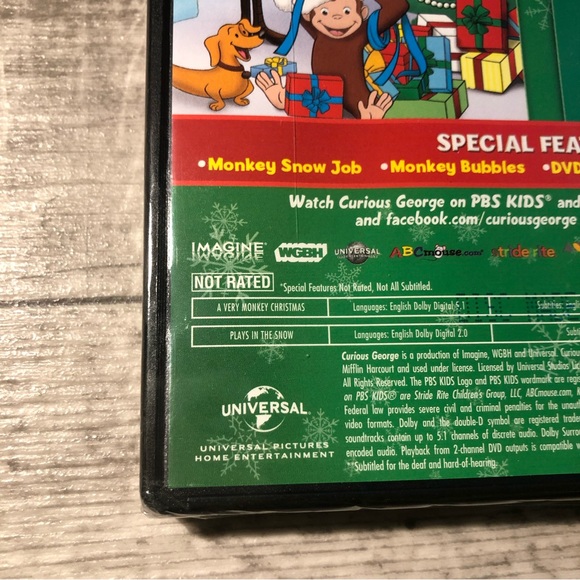 SPECIAL FEA
•Monkey Snow Job •Monkey Bubbles •DVD
Watch Curious George on PBS KIDS® and
and facebook.com/curiousgeorge
IMAGINE WGBH UNIVERSAL ABCmouse.com stride rite
NOT RATED *Special Features Not Rated, Not All Subtitled.
A VERY MONKEY CHRISTMAS Languages: English Dolby Digital 5.1 Subtitles:
PLAYS IN THE SNOW Languages: English Dolby Digital 2.0 Subti
Curious George is a production of Imagine, WGBH and Universal. Curious
Mifflin Harcourt and used under license. Licensed by Universal Studios Lic
All Rights Reserved. The PBS KIDS Logo and PBS KIDS wordmark are regist
on PBS KIDS® are Stride Rite Children's Group, LLC, ABCmouse.com,
Federal law provides severe civil and criminal penalties for the unau
video formats. Dolby and the double-D symbol are registered trade
soundtracks contain up to 5.1 channels of discrete audio. Dolby Surrou
encoded audio. Playback from 2-channel DVD outputs is compatible w
**Subtitled for the deaf and hard-of-hearing.
UNIVERSAL
UNIVERSAL PICTURES
HOME ENTERTAINMENT